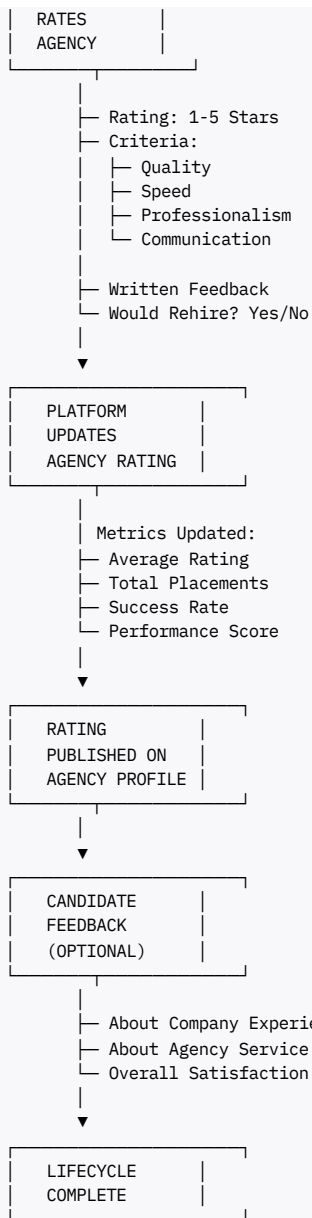 RATES
AGENCY
Rating: 1-5 Stars
Criteria:
Quality
Speed
Professionalism
Communication
Written Feedback
Would Rehire? Yes/No
PLATFORM
UPDATES
AGENCY RATING
Metrics Updated:
Average Rating
Total Placements
Success Rate
Performance Score
RATING
PUBLISHED ON
AGENCY PROFILE
CANDIDATE
FEEDBACK
(OPTIONAL)
About Company
About Agency Service
Overall Satisfaction
LIFECYCLE
COMPLETE